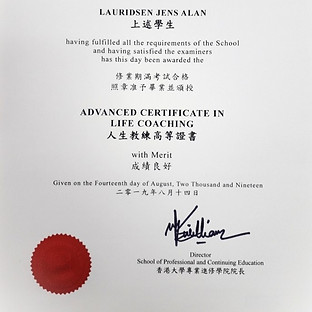 LAURIDSEN JENS ALAN
上述學生
having fulfilled all the requirements of the School
and having satisfied the examiners
has this day been awarded the
修業期滿考試合格
照章准予畢業並頒授
ADVANCED CERTIFICATE IN
LIFE COACHING
人生教練高等證書
with Merit
成績良好
Given on the Fourteenth day of August, Two Thousand and Nineteen
二零一九年八月十四日
Director
School of Professional and Continuing Education
香港大學專業進修學院院長